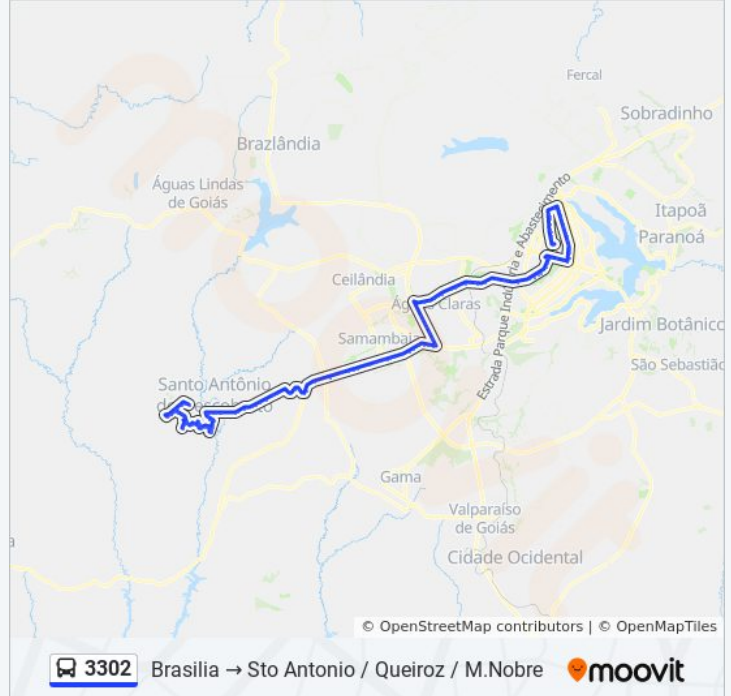 Fercal
Sobradinho
Brazlândia
Águas Lindas
de Goiás
Itapoã
Paranoá
Estrada Parque Indústria e Abastecimento
Ceilândia
Claras
Samambaia
Jardim Botânico
São Sebastião
Santo Antônio
Gama
Valparaíso
de Goiás
Cidade Ocidental
© OpenStreetMap contributors | © OpenMapTiles
3302 Brasilia → Sto Antonio / Queiroz / M.Nobre moovit